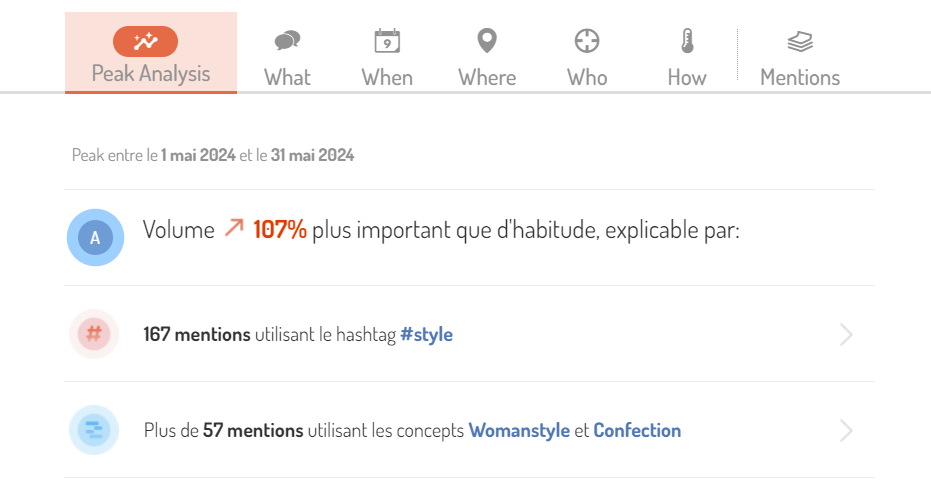 Peak Analysis
What
9
When
Where
Who
How
Mentions
Peak entre le 1 mai 2024 et le 31 mai 2024
A
Volume 107% plus important que d'habitude, explicable par:
#
167 mentions utilisant le hashtag #style
Plus de 57 mentions utilisant les concepts Womanstyle et Confection